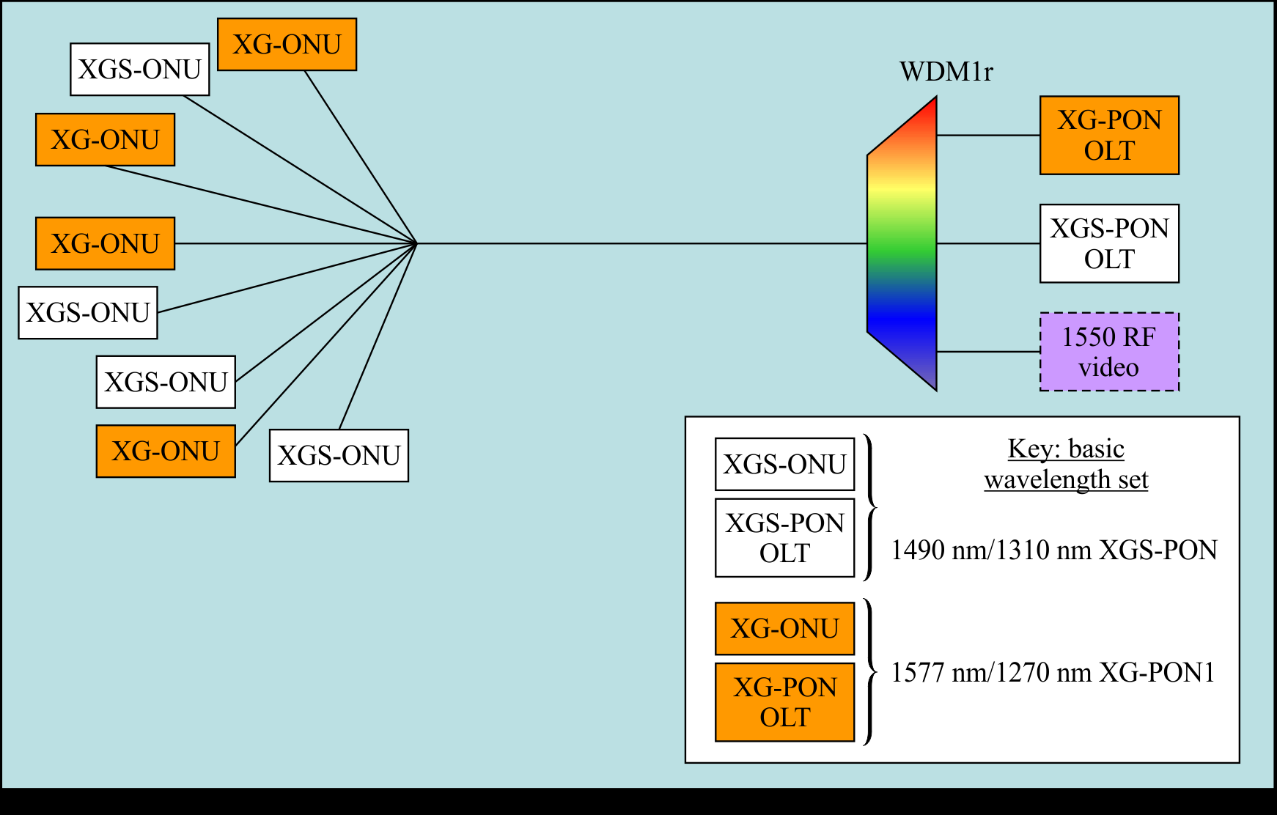 XG-ONU
XGS-ONU
XG-ONU
XG-ONU
XGS-ONU
XGS-ONU
XG-ONU
XGS-ONU
WDM1r
XG-PON
OLT
XGS-PON
OLT
1550 RF
video
Key: basic
wavelength set
XGS-ONU
XGS-PON
OLT
1490 nm/1310 nm XGS-PON
XG-ONU
XG-PON
OLT
1577 nm/1270 nm XG-PON1